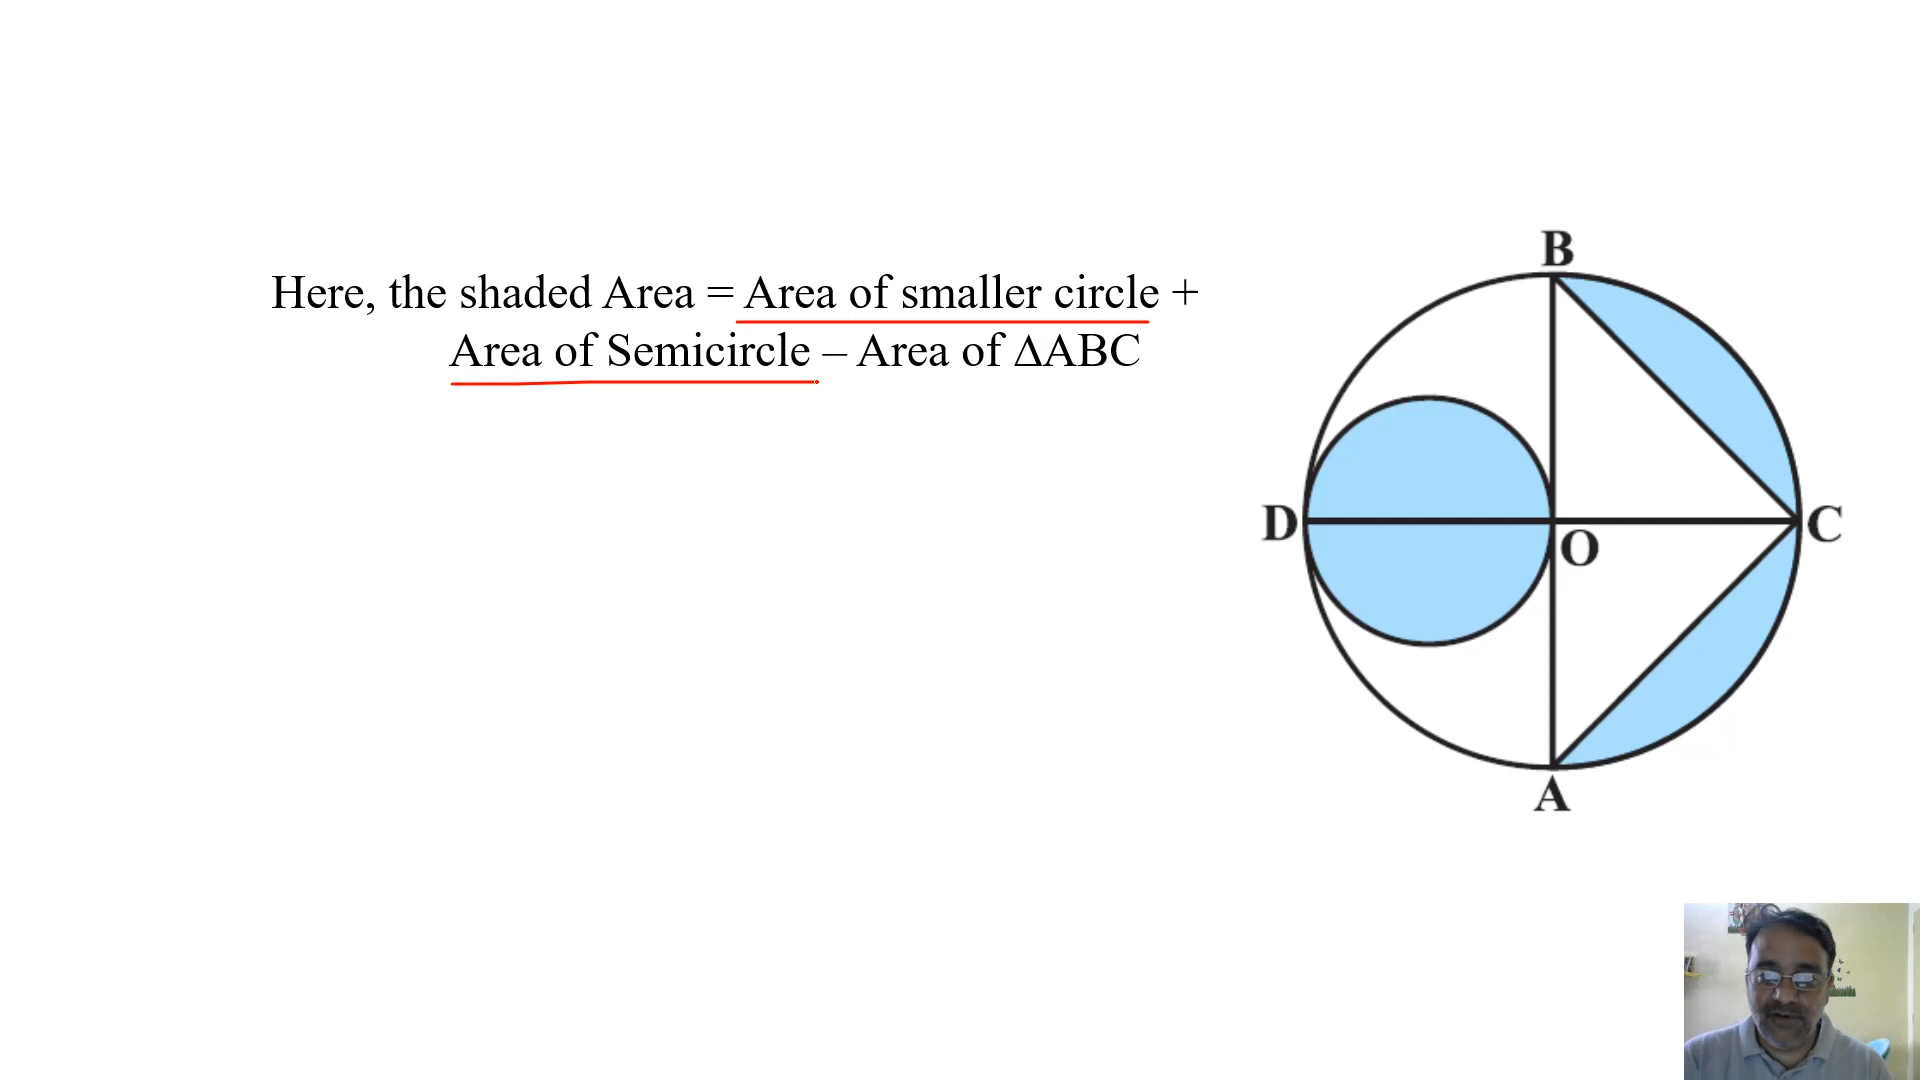 Here, the shaded Area = Area of smaller circle +
Area of Semicircle – Area of ΔABC
B
D
O
C
A